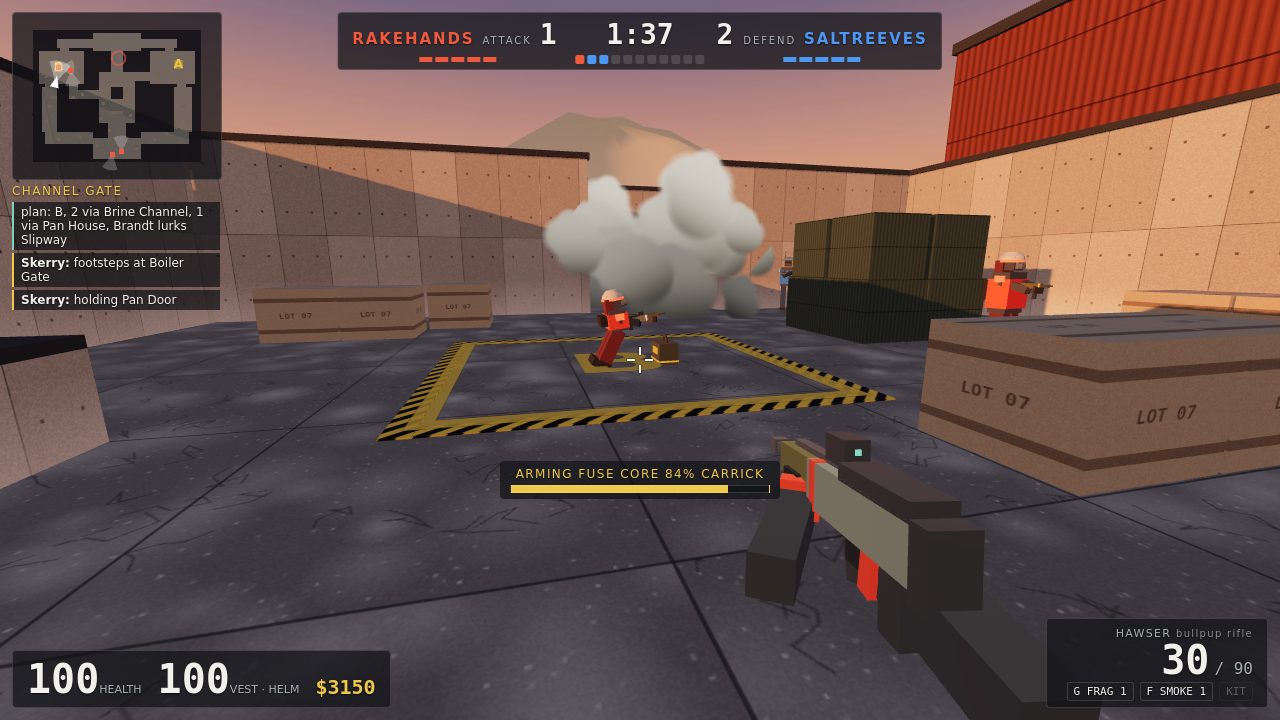 RAKEHANDS ATTACK 1 1:37 2 DEFEND SALTREEVES
B
A
CHANNEL GATE
plan: B, 2 via Brine Channel, 1
via Pan House, Brandt lurks
Slipway
Skerry: footsteps at Boiler
Gate
Skerry: holding Pan Door
LOT 07
LOT 07
LOT 07
LOT 07
LOT 07
ARMING FUSE CORE 84% CARRICK
100 HEALTH 100 VEST · HELM $3150
HAWSER bullpup rifle
30 / 90
G FRAG 1 F SMOKE 1 KIT